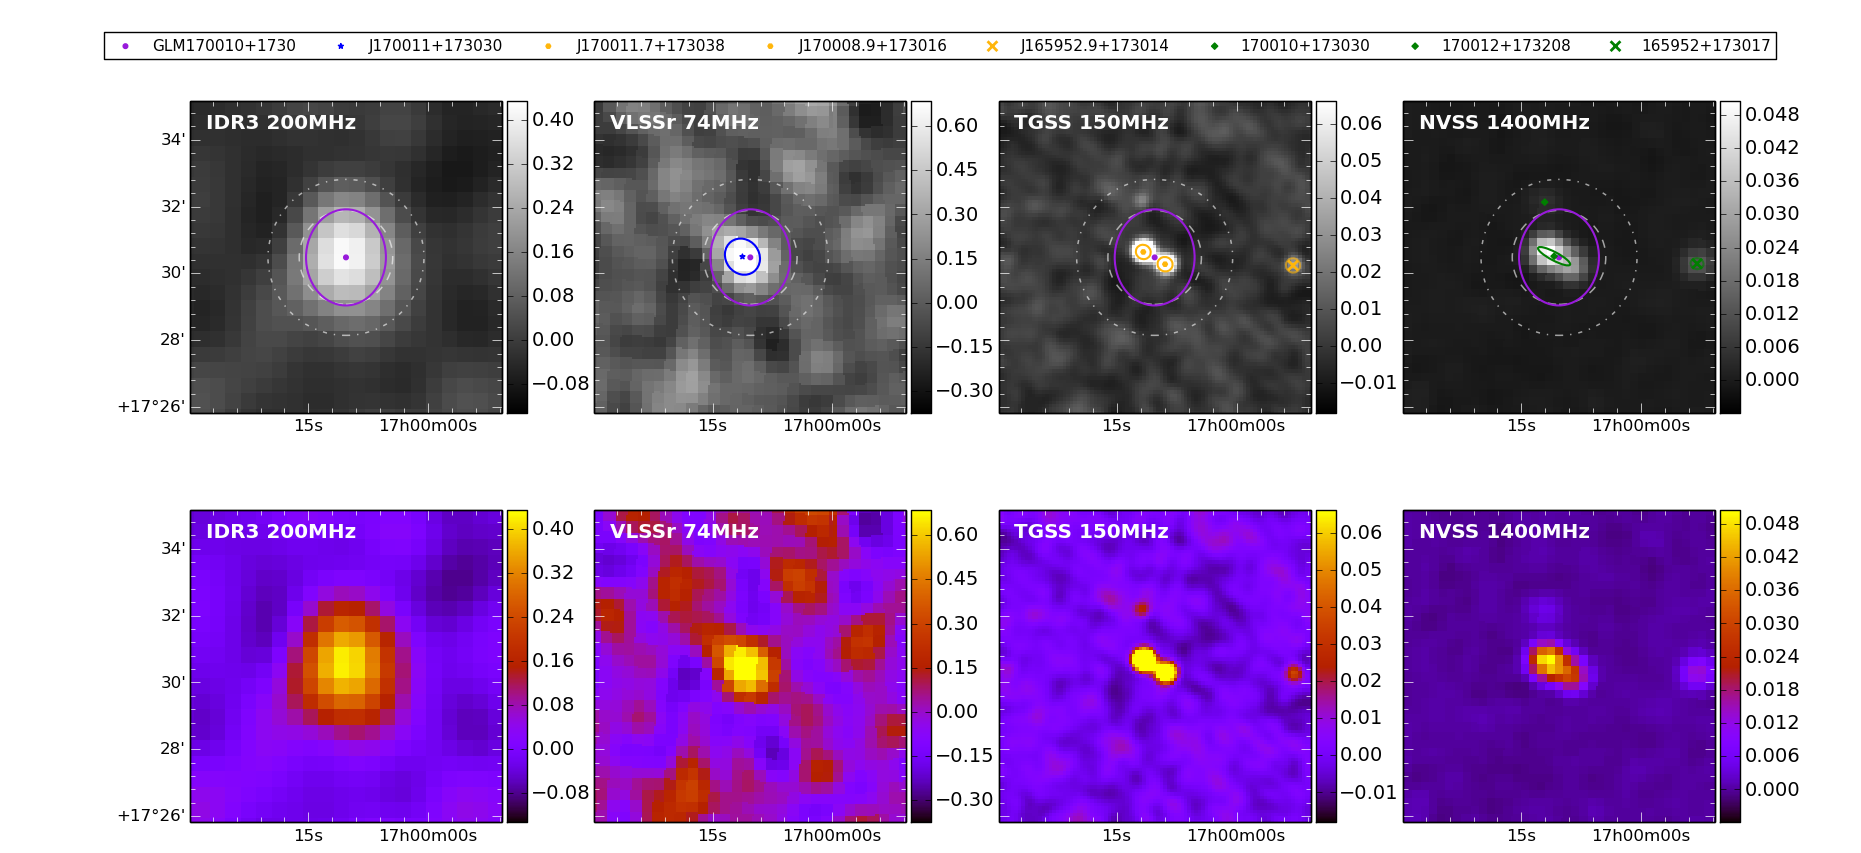 GLM170010+1730 J170011+173030 J170011.7+173038 J170008.9+173016 J165952.9+173014 170010+173030 170012+173208 165952+173017
IDR3 200MHz VLSSr 74MHz TGSS 150MHz NVSS 1400MHz
34' 32' 30' 28' +17°26'
0.40 0.32 0.24 0.16 0.08 0.00 −0.08
0.60 0.45 0.30 0.15 0.00 −0.15 −0.30
0.06 0.05 0.04 0.03 0.02 0.01 0.00 −0.01
0.048 0.042 0.036 0.030 0.024 0.018 0.012 0.006 0.000
15s 17h00m00s 15s 17h00m00s 15s 17h00m00s 15s 17h00m00s
IDR3 200MHz VLSSr 74MHz TGSS 150MHz NVSS 1400MHz
34' 32' 30' 28' +17°26'
0.40 0.32 0.24 0.16 0.08 0.00 −0.08
0.60 0.45 0.30 0.15 0.00 −0.15 −0.30
0.06 0.05 0.04 0.03 0.02 0.01 0.00 −0.01
0.048 0.042 0.036 0.030 0.024 0.018 0.012 0.006 0.000
15s 17h00m00s 15s 17h00m00s 15s 17h00m00s 15s 17h00m00s